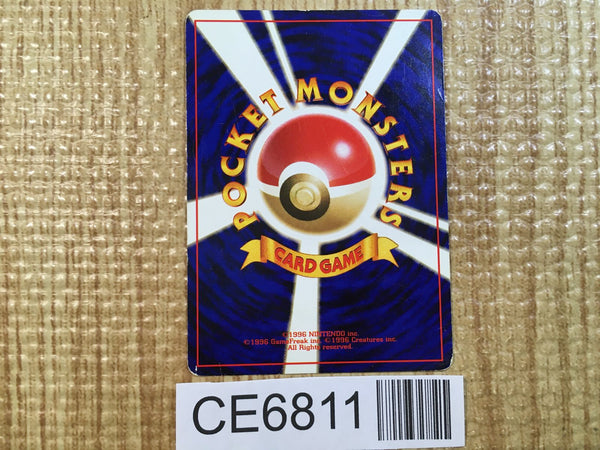 POCKET MONSTERS
CARD GAME
©1996 NINTENDO inc.
©1996 GameFreak inc. ©1996 Creatures inc.
All Rights reserved.
CE6811